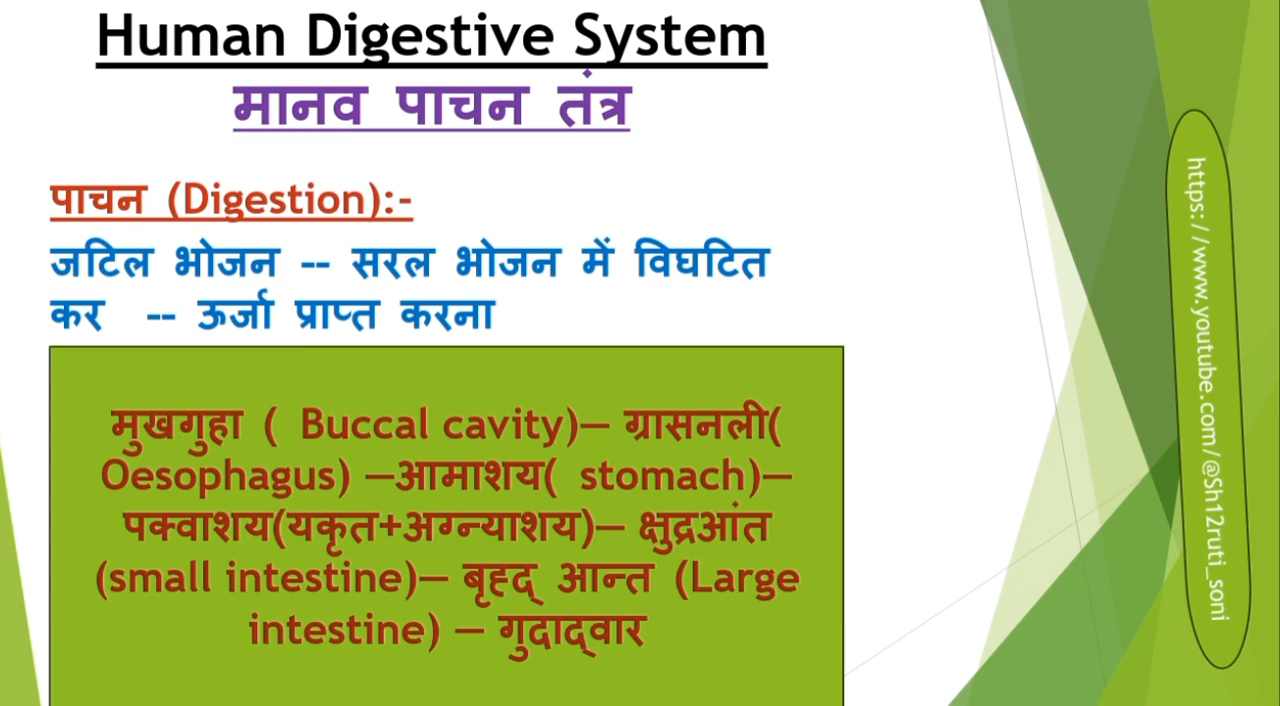 Human Digestive System
मानव पाचन तंत्र
पाचन (Digestion):-
जटिल भोजन -- सरल भोजन में विघटित
कर -- ऊर्जा प्राप्त करना
मुखगुहा ( Buccal cavity)— ग्रासनली(
Oesophagus) —आमाशय( stomach)—
पक्वाशय(यकृत+अग्न्याशय)— क्षुद्रआंत
(small intestine)— बृह्द् आन्त (Large
intestine) — गुदाद्वार
https://www.youtube.com/@Sh12ruti_soni